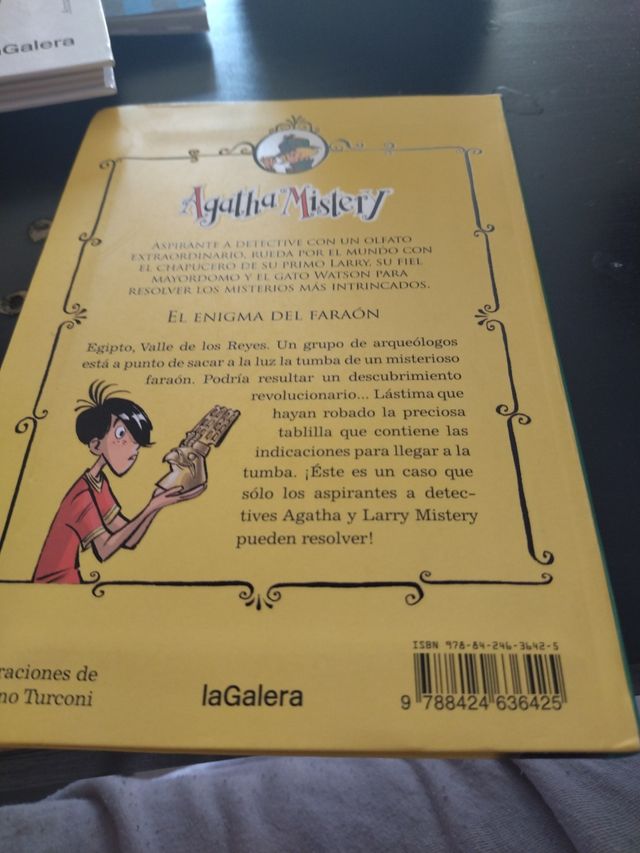 aGalera
Agatha Mistery
ASPIRANTE A DETECTIVE CON UN OLFATO
EXTRAORDINARIO, RUEDA POR EL MUNDO CON
EL CHAPUCERO DE SU PRIMO LARRY, SU FIEL
MAYORDOMO Y EL GATO WATSON PARA
RESOLVER LOS MISTERIOS MÁS INTRINCADOS.
EL ENIGMA DEL FARAÓN
Egipto, Valle de los Reyes. Un grupo de arqueólogos
está a punto de sacar a la luz la tumba de un misterioso
faraón. Podría resultar un descubrimiento
revolucionario... Lástima que
hayan robado la preciosa
tablilla que contiene las
indicaciones para llegar a la
tumba. ¡Éste es un caso que
sólo los aspirantes a detec-
tives Agatha y Larry Mistery
pueden resolver!
ISBN 978-84-246-3642-5
raciones de
no Turconi
laGalera
9 788424 636425